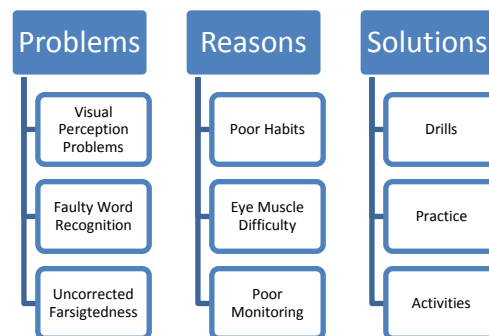 Problems
Visual
Perception
Problems
Faulty Word
Recognition
Uncorrected
Farsigtedness
Reasons
Poor Habits
Eye Muscle
Difficulty
Poor
Monitoring
Solutions
Drills
Practice
Activities